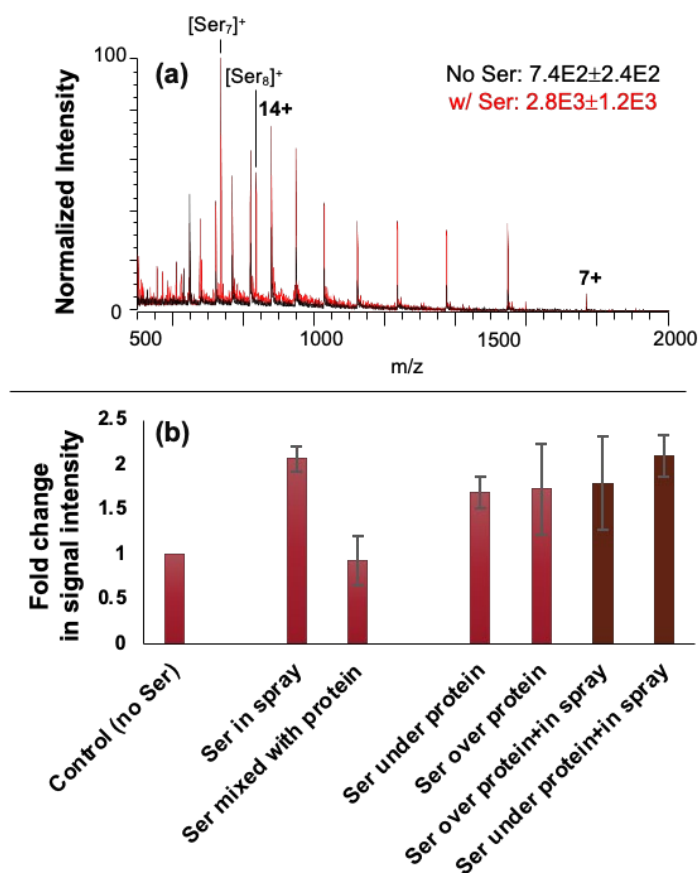 [Ser₇]⁺
[Ser₈]⁺
(a)
14+
No Ser: 7.4E2±2.4E2
w/ Ser: 2.8E3±1.2E3
100
0
Normalized Intensity
7+
500 1000 1500 2000
m/z
(b)
2.5
2
1.5
1
0.5
0
Fold change
in signal intensity
Control (no Ser)
Ser in spray
Ser mixed with protein
Ser under protein
Ser over protein
Ser over protein+in spray
Ser under protein+in spray